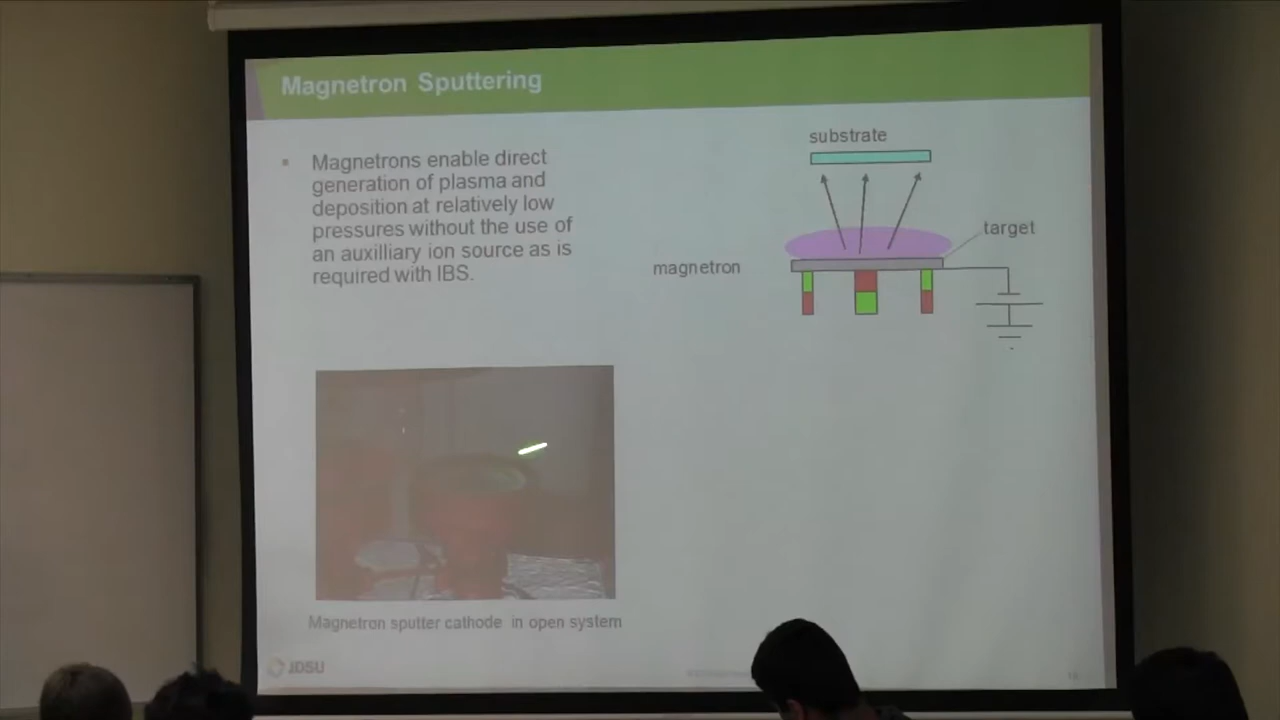 Magnetron Sputtering
substrate
▪ Magnetrons enable direct
generation of plasma and
deposition at relatively low
pressures without the use of
an auxilliary ion source as is
required with IBS.
target
magnetron
Magnetron sputter cathode in open system
JDSU